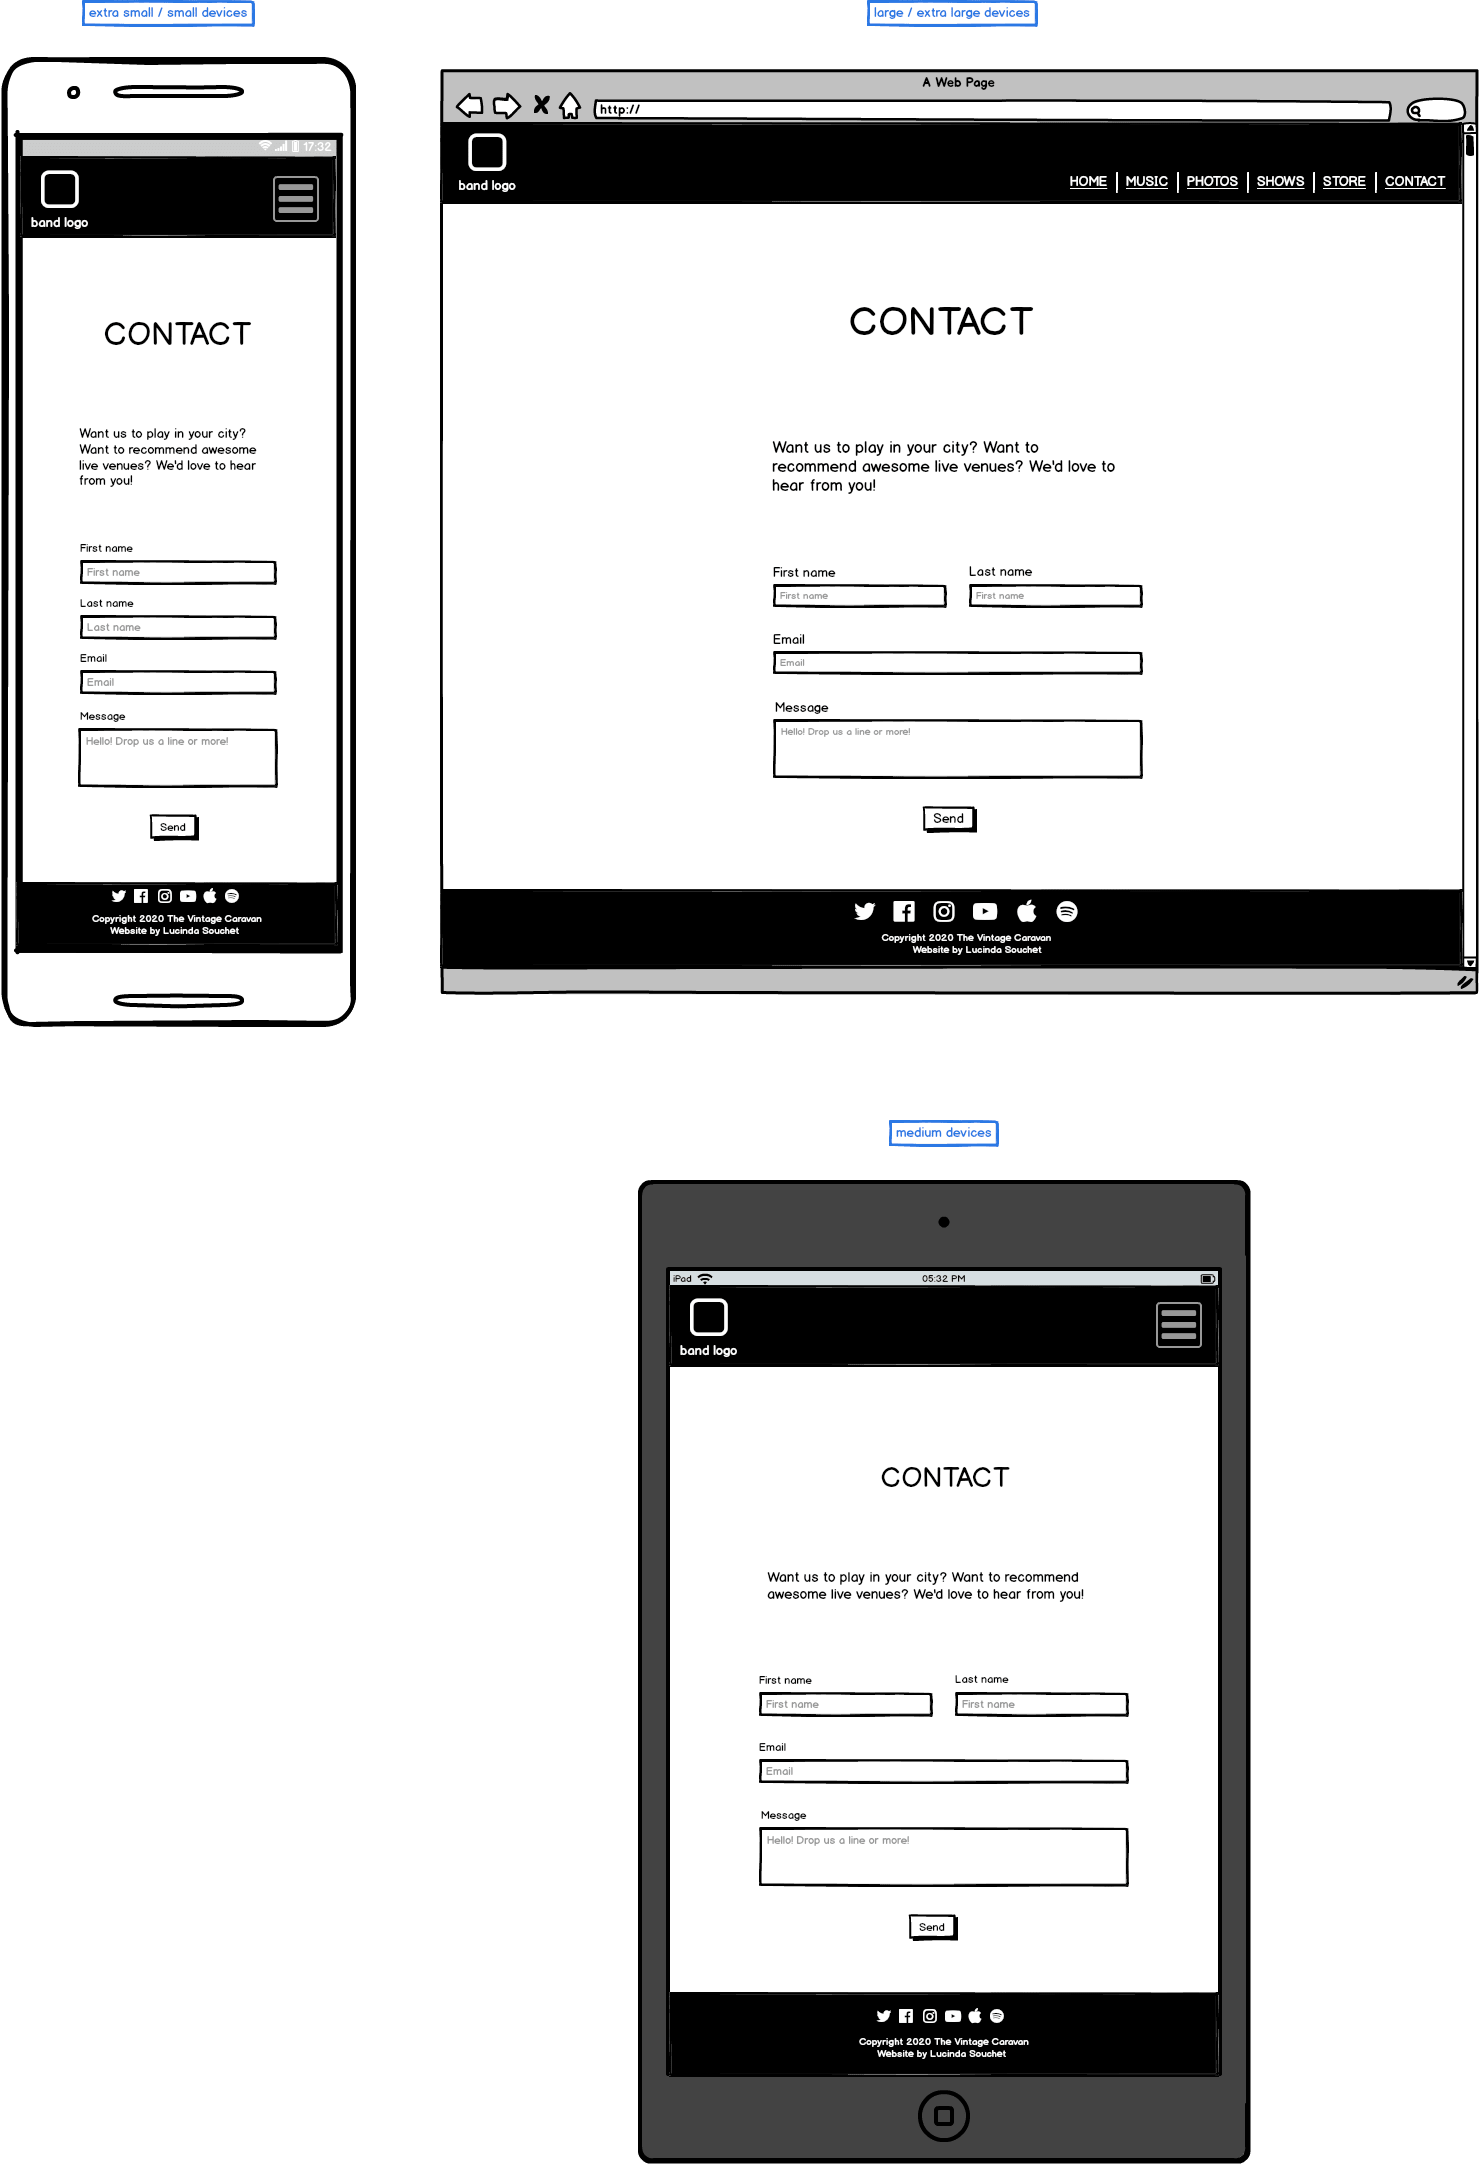 extra small / small devices
17:32
band logo
CONTACT
Want us to play in your city?
Want to recommend awesome
live venues? We'd love to hear
from you!
First name
First name
Last name
Last name
Email
Email
Message
Hello! Drop us a line or more!
Send
Copyright 2020 The Vintage Caravan
Website by Lucinda Souchet
large / extra large devices
A Web Page
http://
band logo
HOME MUSIC PHOTOS SHOWS STORE CONTACT
CONTACT
Want us to play in your city? Want to
recommend awesome live venues? We'd love to
hear from you!
First name Last name
First name First name
Email
Email
Message
Hello! Drop us a line or more!
Send
Copyright 2020 The Vintage Caravan
Website by Lucinda Souchet
medium devices
iPad 05:32 PM
band logo
CONTACT
Want us to play in your city? Want to recommend
awesome live venues? We'd love to hear from you!
First name Last name
First name First name
Email
Email
Message
Hello! Drop us a line or more!
Send
Copyright 2020 The Vintage Caravan
Website by Lucinda Souchet